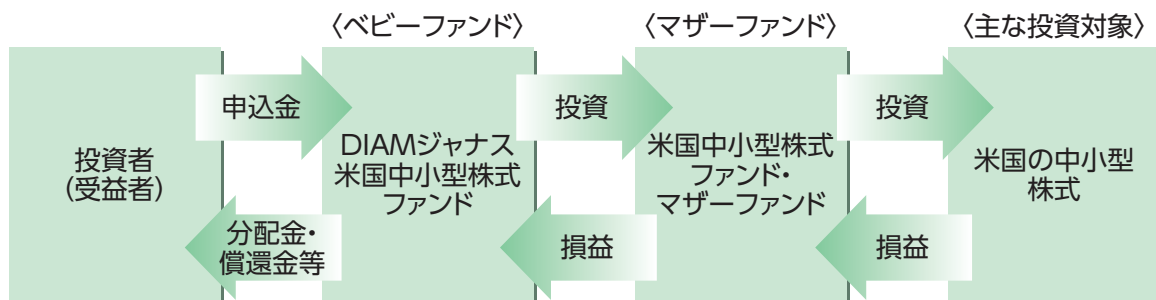 〈ベビーファンド〉
〈マザーファンド〉
〈主な投資対象〉
申込金
投資
投資
投資者
(受益者)
DIAMジャナス
米国中小型株式
ファンド
米国中小型株式
ファンド・
マザーファンド
米国の中小型
株式
分配金・
償還金等
損益
損益